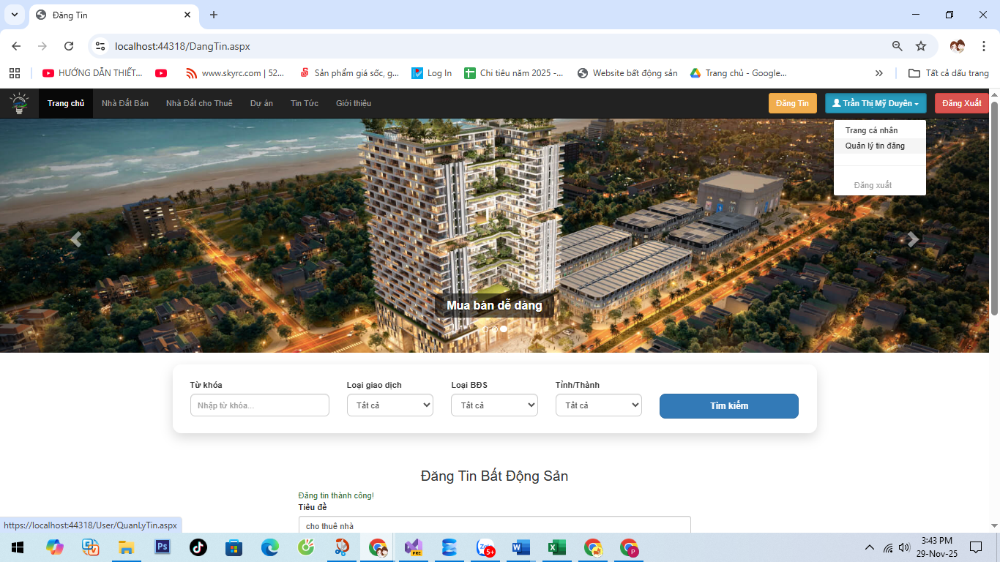 Đăng Tin
localhost:44318/DangTin.aspx
HƯỚNG DẪN THIẾT...
www.skyrc.com | 52...
Sản phẩm giá sốc, g...
Log In
Chi tiêu năm 2025 -...
Website bất động sản
Trang chủ - Google...
Tất cả dấu trang
Trang chủ
Nhà Đất Bán
Nhà Đất cho Thuê
Dự án
Tin Tức
Giới thiệu
Đăng Tin
Trần Thị Mỹ Duyên
Đăng Xuất
Trang cá nhân
Quản lý tin đăng
Đăng xuất
Mua bán dễ dàng
Từ khóa
Loại giao dịch
Loại BĐS
Tỉnh/Thành
Nhập từ khóa...
Tất cả
Tất cả
Tất cả
Tìm kiếm
Đăng Tin Bất Động Sản
Đăng tin thành công!
Tiêu đề
cho thuê nhà
https://localhost:44318/User/QuanLyTin.aspx
Ps
PRE
5+
P
3:43 PM
29-Nov-25